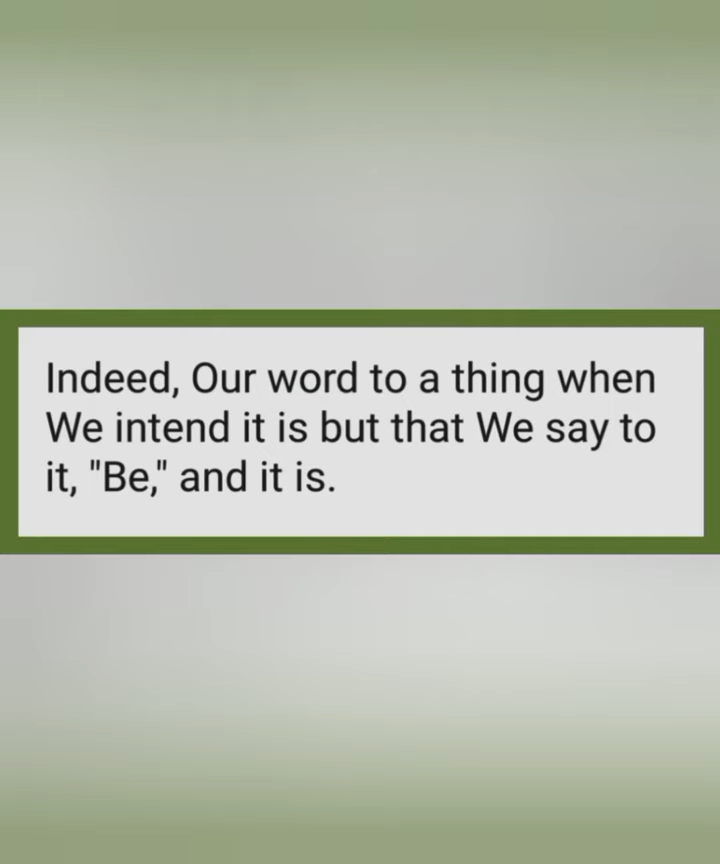 Indeed, Our word to a thing when
We intend it is but that We say to
it, "Be," and it is.